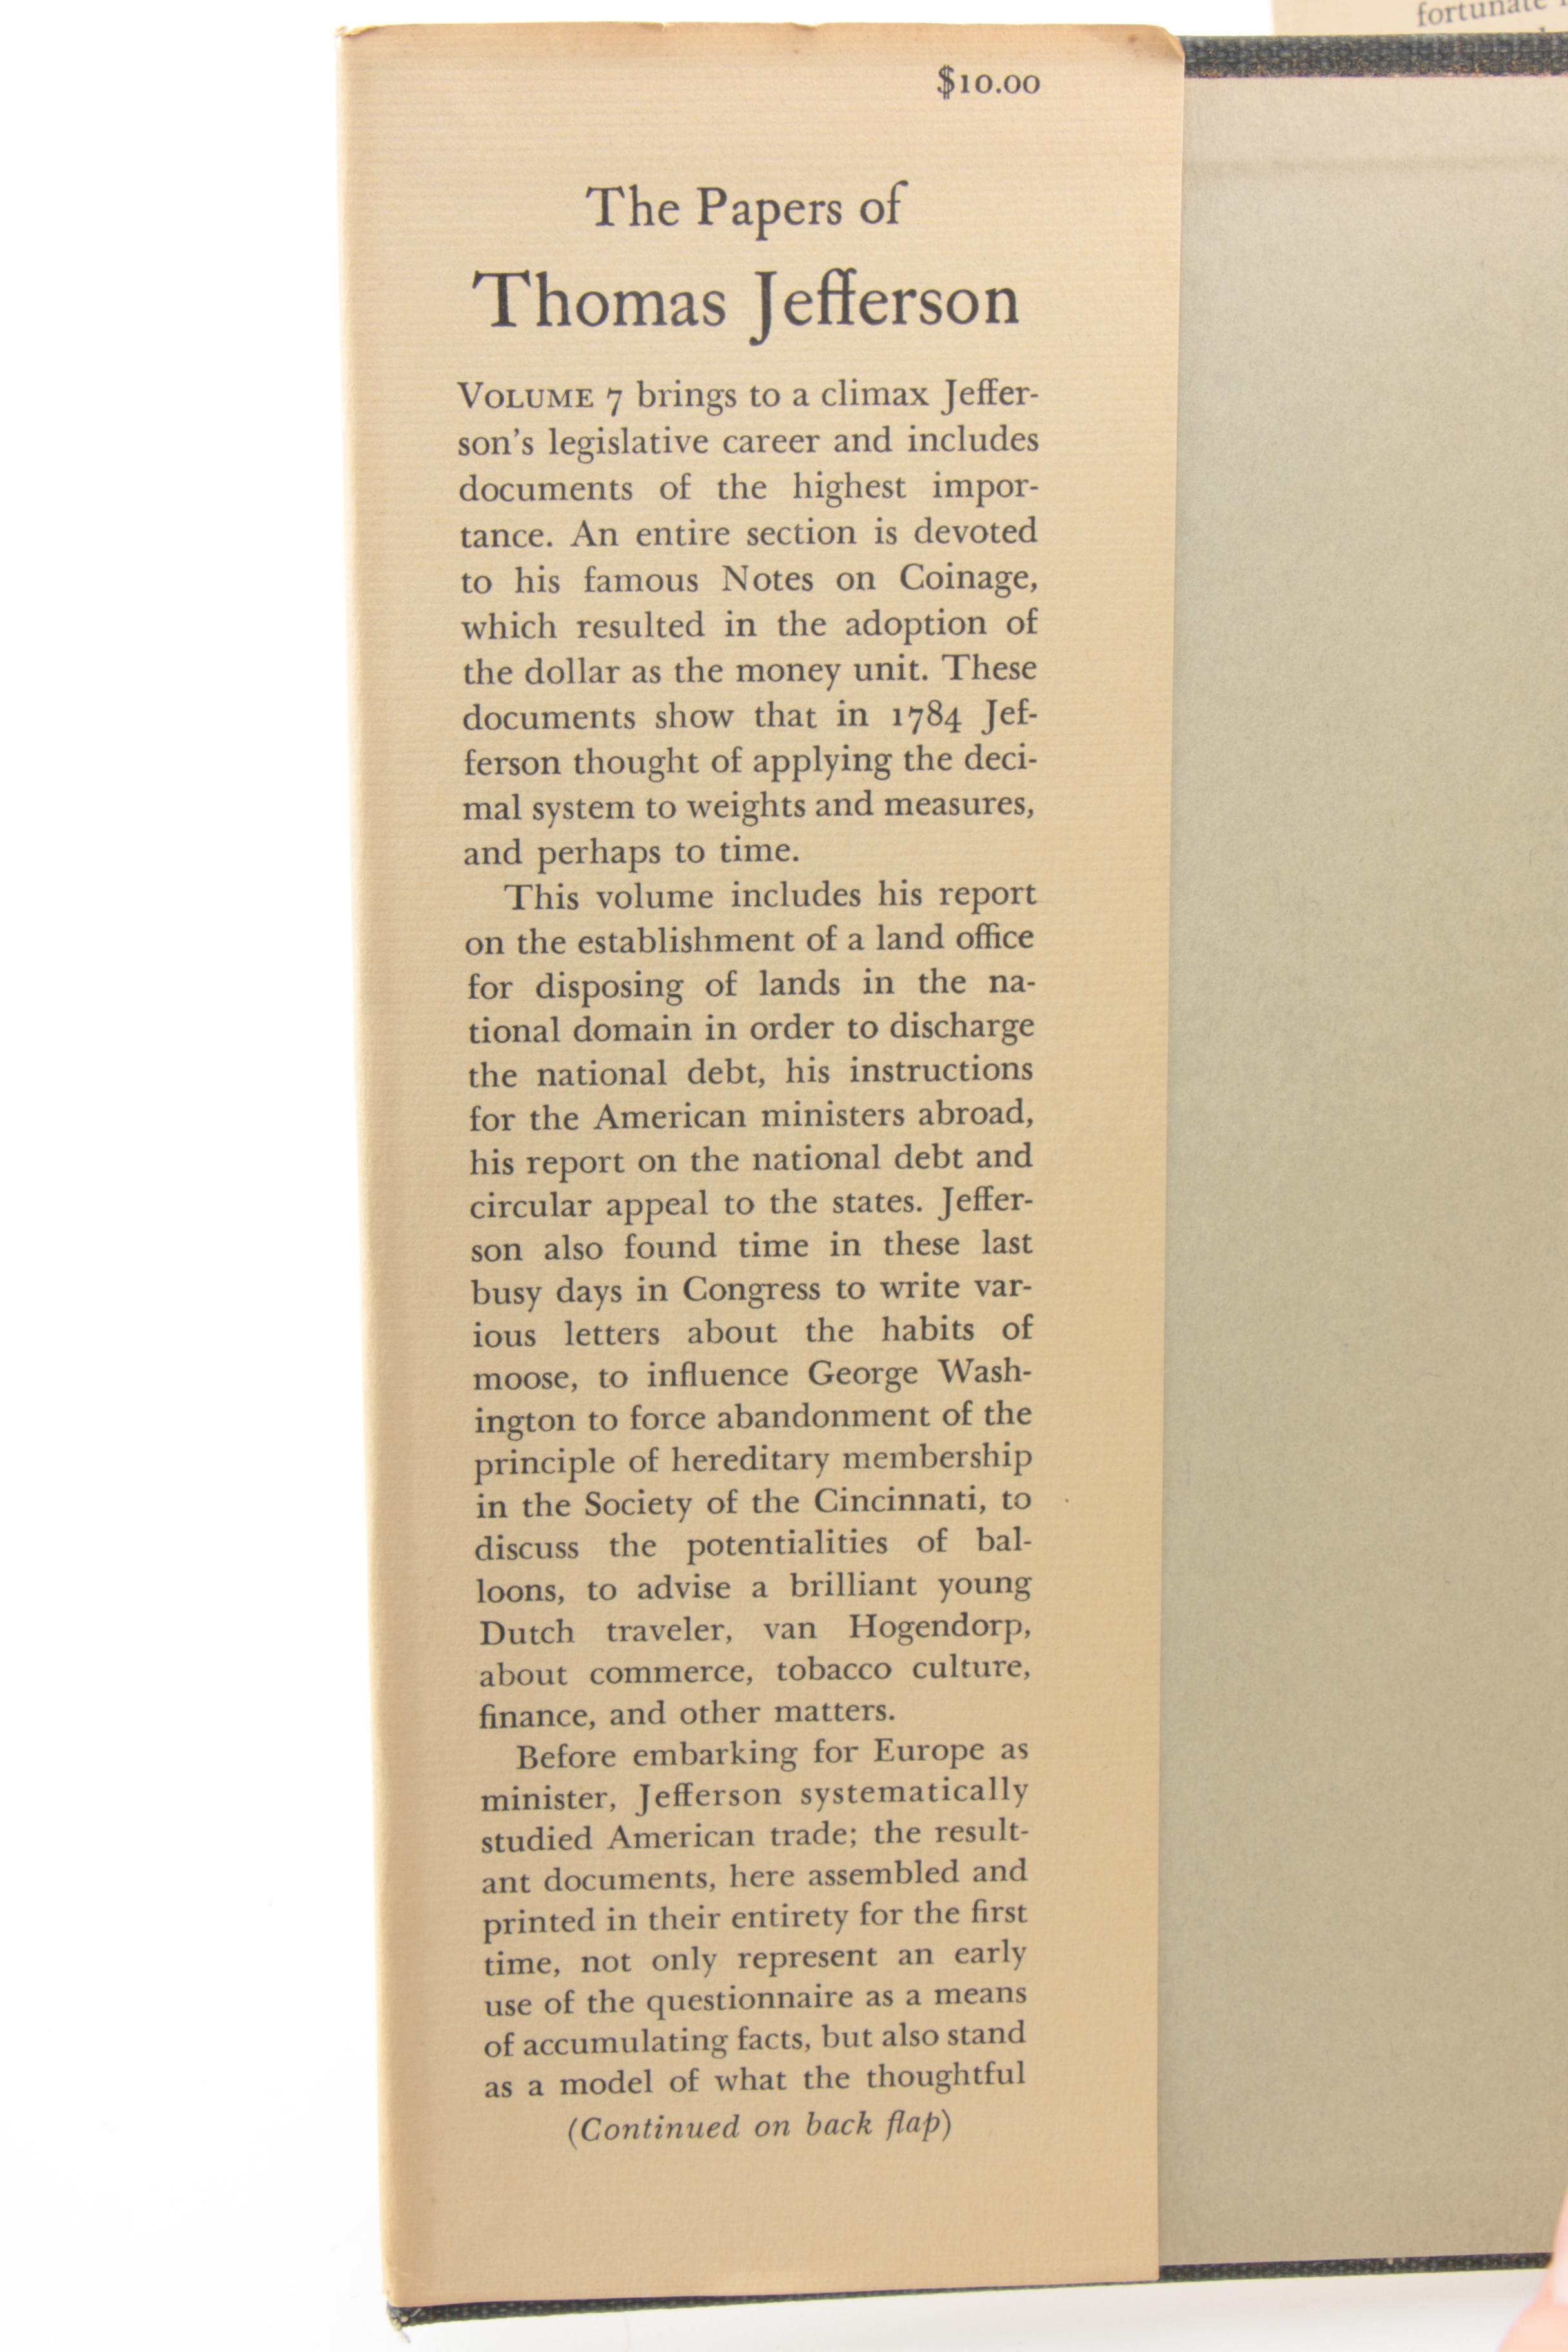 fortunate
$10.00
The Papers of
Thomas Jefferson
VOLUME 7 brings to a climax Jeffer-
son's legislative career and includes
documents of the highest impor-
tance. An entire section is devoted
to his famous Notes on Coinage,
which resulted in the adoption of
the dollar as the money unit. These
documents show that in 1784 Jef-
ferson thought of applying the deci-
mal system to weights and measures,
and perhaps to time.
This volume includes his report
on the establishment of a land office
for disposing of lands in the na-
tional domain in order to discharge
the national debt, his instructions
for the American ministers abroad,
his report on the national debt and
circular appeal to the states. Jeffer-
son also found time in these last
busy days in Congress to write var-
ious letters about the habits of
moose, to influence George Wash-
ington to force abandonment of the
principle of hereditary membership
in the Society of the Cincinnati, to
discuss the potentialities of bal-
loons, to advise a brilliant young
Dutch traveler, van Hogendorp,
about commerce, tobacco culture,
finance, and other matters.
Before embarking for Europe as
minister, Jefferson systematically
studied American trade; the result-
ant documents, here assembled and
printed in their entirety for the first
time, not only represent an early
use of the questionnaire as a means
of accumulating facts, but also stand
as a model of what the thoughtful
(Continued on back flap)